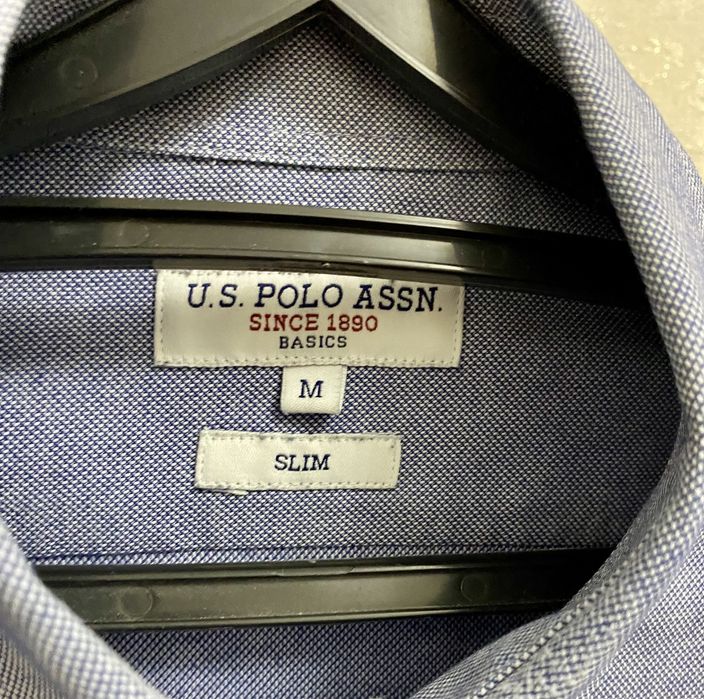 U.S. POLO ASSN.
SINCE 1890
BASICS
M
SLIM